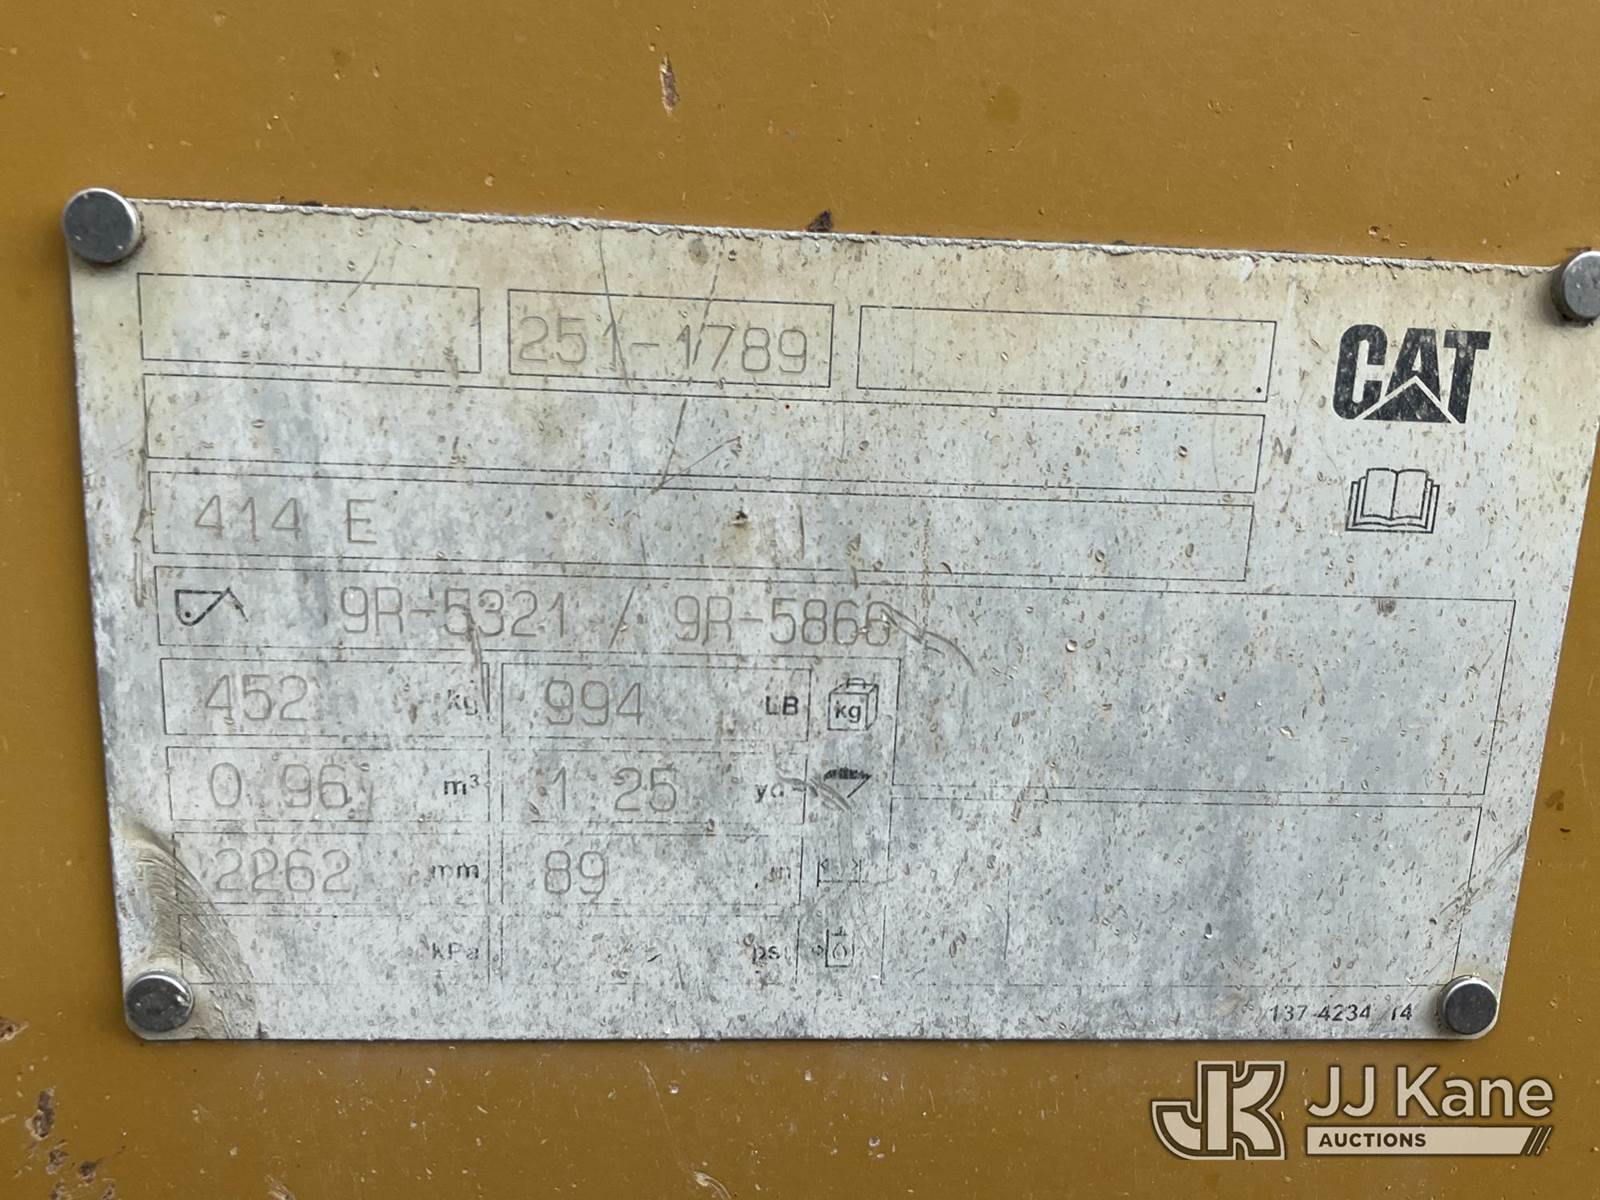 251-1789
CAT
414 E
9R-5321 / 9R-5866
452 kg 994 LB kg
0.96 m³ 1.25
2262 mm 89 in
kPa psi
137-4234 14
JJ Kane
AUCTIONS